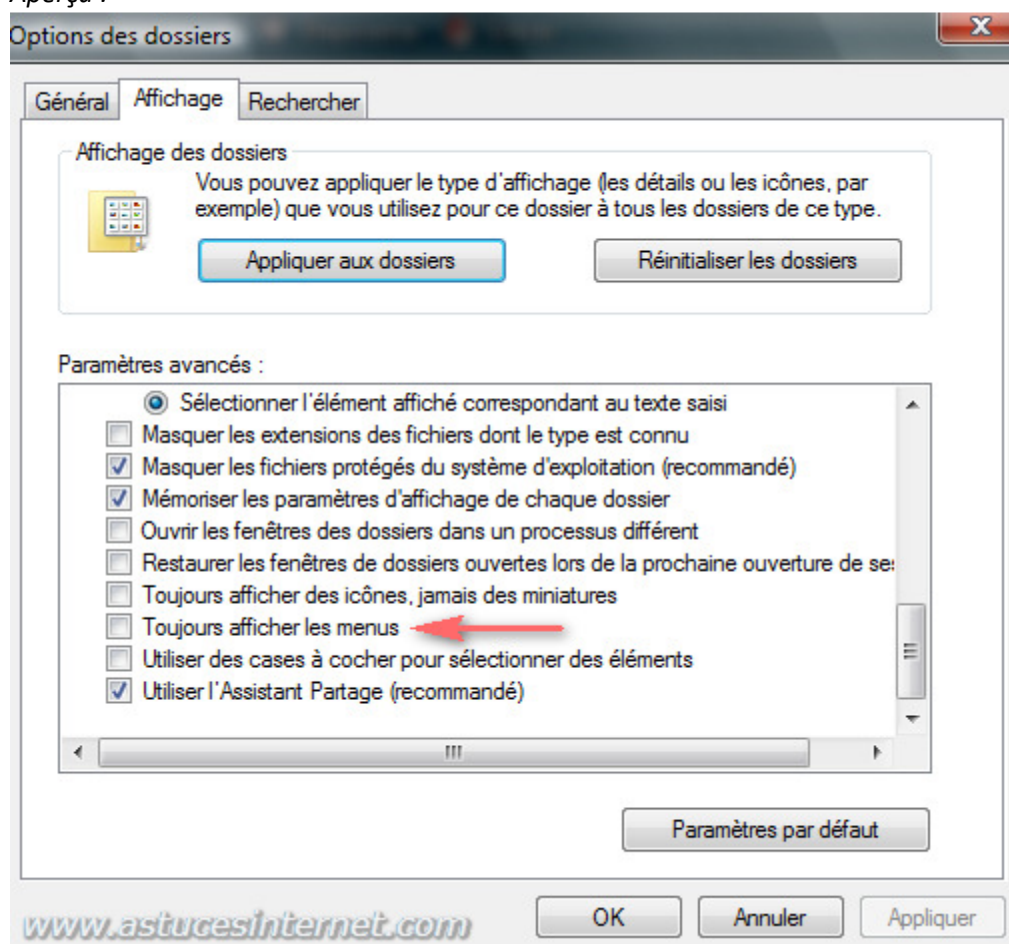 Aperçu :
Options des dossiers
Général Affichage Rechercher
Affichage des dossiers
Vous pouvez appliquer le type d'affichage (les détails ou les icônes, par
exemple) que vous utilisez pour ce dossier à tous les dossiers de ce type.
Appliquer aux dossiers Réinitialiser les dossiers
Paramètres avancés :
Sélectionner l'élément affiché correspondant au texte saisi
Masquer les extensions des fichiers dont le type est connu
Masquer les fichiers protégés du système d'exploitation (recommandé)
Mémoriser les paramètres d'affichage de chaque dossier
Ouvrir les fenêtres des dossiers dans un processus différent
Restaurer les fenêtres de dossiers ouvertes lors de la prochaine ouverture de se
Toujours afficher des icônes, jamais des miniatures
Toujours afficher les menus
Utiliser des cases à cocher pour sélectionner des éléments
Utiliser l'Assistant Partage (recommandé)
Paramètres par défaut
www.astucesinternet.com
OK Annuler Appliquer